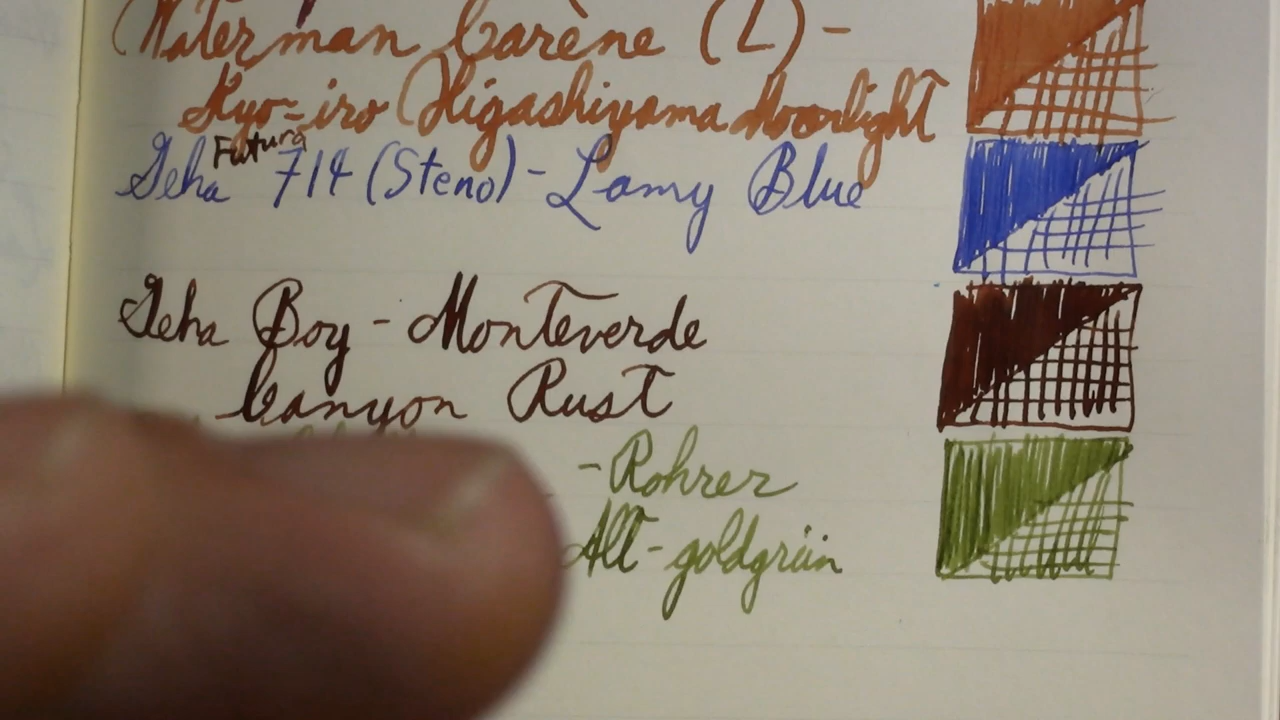 Waterman Carène (L) -
Kyo-iro Higashiyama Moonlight
Futura
Geha 714 (Steno) - Lamy Blue
Geha Boy - Monteverde
Canyon Rust
- Rohrer
Alt-goldgrün